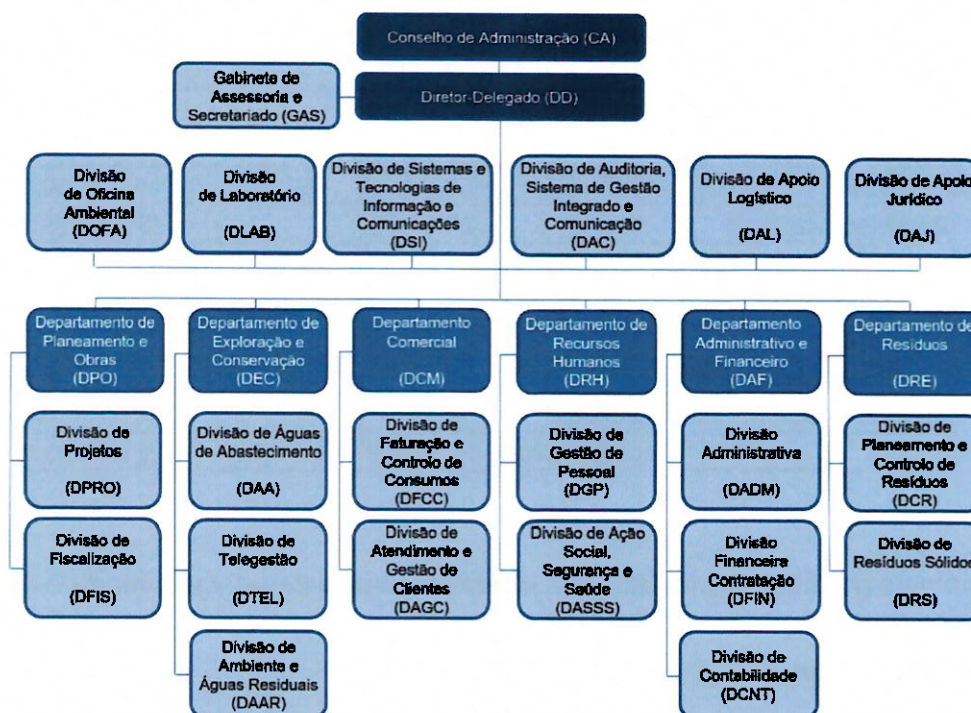 Conselho de Administração (CA)
Gabinete de
Assessoria e
Secretariado (GAS)
Diretor-Delegado (DD)
Divisão
de Oficina
Ambiental
(DOFA)
Divisão
de Laboratório
(DLAB)
Divisão de Sistemas e
Tecnologias de
Informação e
Comunicações
(DSI)
Divisão de Auditoria,
Sistema de Gestão
Integrado e
Comunicação
(DAC)
Divisão de Apoio
Logístico
(DAL)
Divisão de Apoio
Jurídico
(DAJ)
Departamento de
Planeamento e
Obras
(DPO)
Departamento de
Exploração e
Conservação
(DEC)
Departamento
Comercial
(DCM)
Departamento de
Recursos
Humanos
(DRH)
Departamento
Administrativo e
Financeiro
(DAF)
Departamento de
Resíduos
(DRE)
Divisão de
Projetos
(DPRO)
Divisão de Águas
de Abastecimento
(DAA)
Divisão de
Faturação e
Controlo de
Consumos
(DFCC)
Divisão de
Gestão de
Pessoal
(DGP)
Divisão
Administrativa
(DADM)
Divisão de
Planeamento e
Controlo de
Resíduos
(DCR)
Divisão de
Fiscalização
(DFIS)
Divisão de
Telegestão
(DTEL)
Divisão de
Atendimento e
Gestão de
Clientes
(DAGC)
Divisão de Ação
Social,
Segurança e
Saúde
(DASSS)
Divisão
Financeira
Contratação
(DFIN)
Divisão de
Resíduos Sólidos
(DRS)
Divisão de
Ambiente e
Águas Residuais
(DAAR)
Divisão de
Contabilidade
(DCNT)